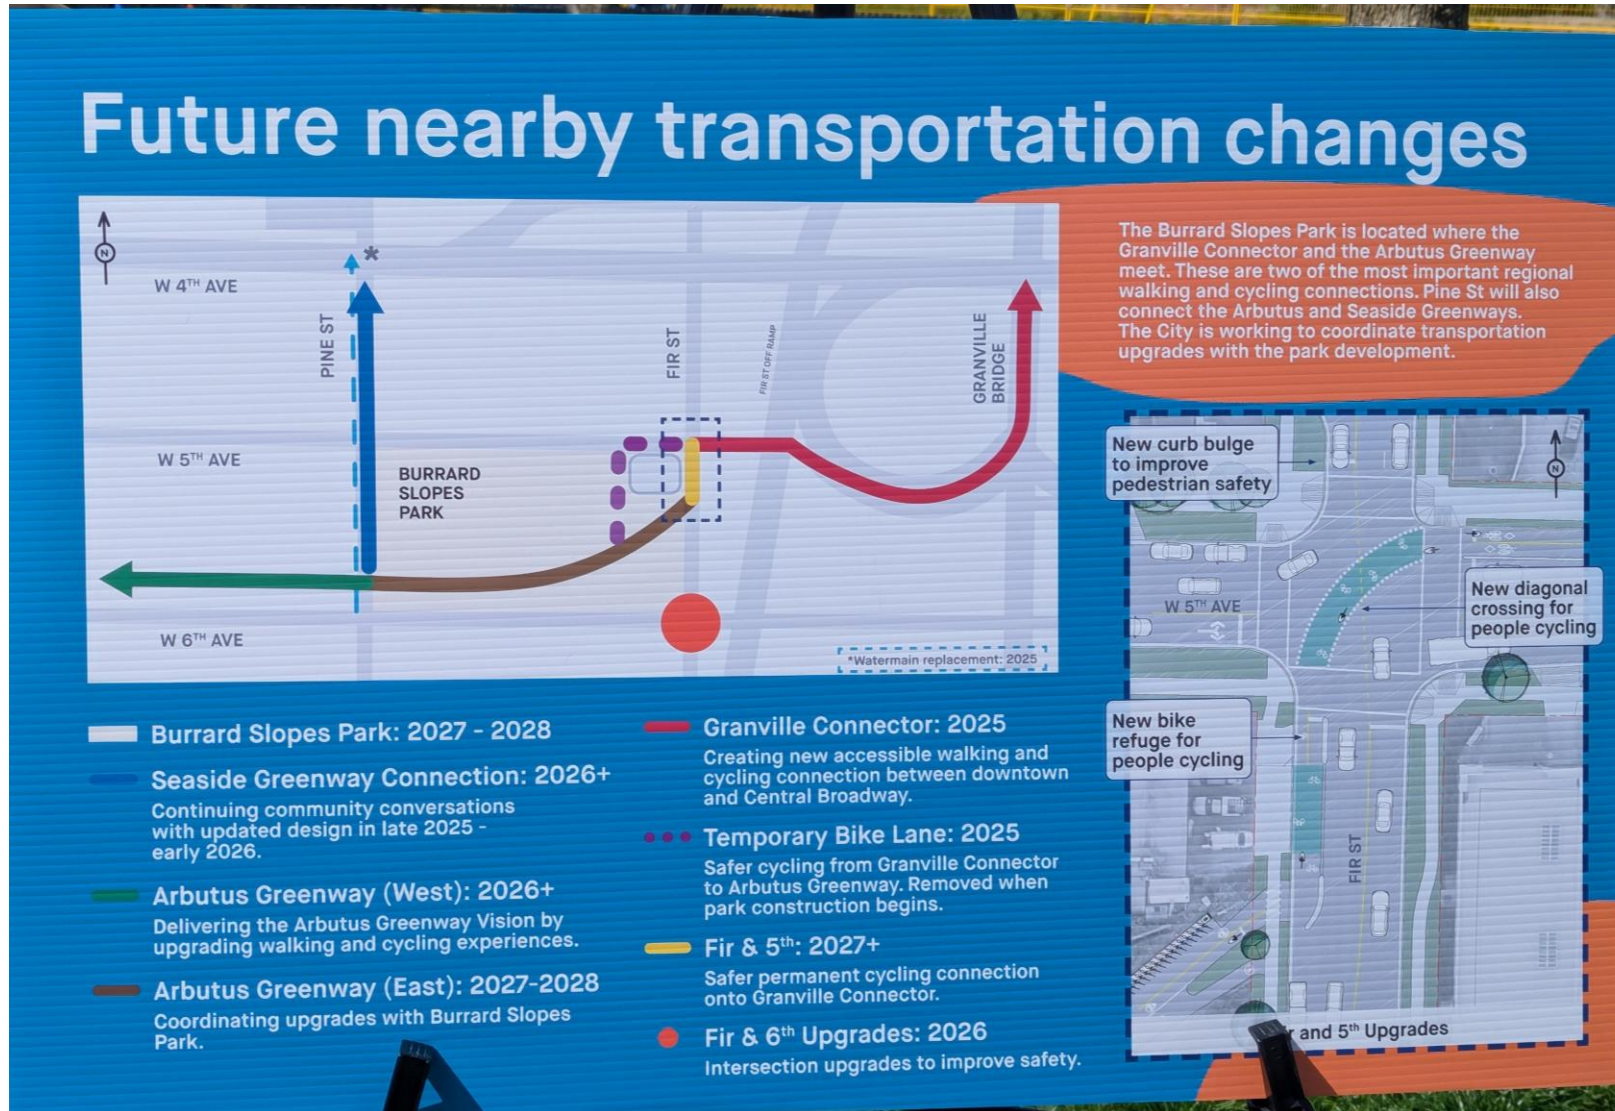 Future nearby transportation changes
N
*
W 4TH AVE
PINE ST
FIR ST
FIR ST OFF RAMP
GRANVILLE
BRIDGE
W 5TH AVE
BURRARD
SLOPES
PARK
W 6TH AVE
*Watermain replacement: 2025
The Burrard Slopes Park is located where the
Granville Connector and the Arbutus Greenway
meet. These are two of the most important regional
walking and cycling connections. Pine St will also
connect the Arbutus and Seaside Greenways.
The City is working to coordinate transportation
upgrades with the park development.
Burrard Slopes Park: 2027 - 2028
Seaside Greenway Connection: 2026+
Continuing community conversations
with updated design in late 2025 -
early 2026.
Arbutus Greenway (West): 2026+
Delivering the Arbutus Greenway Vision by
upgrading walking and cycling experiences.
Arbutus Greenway (East): 2027-2028
Coordinating upgrades with Burrard Slopes
Park.
Granville Connector: 2025
Creating new accessible walking and
cycling connection between downtown
and Central Broadway.
Temporary Bike Lane: 2025
Safer cycling from Granville Connector
to Arbutus Greenway. Removed when
park construction begins.
Fir & 5th: 2027+
Safer permanent cycling connection
onto Granville Connector.
Fir & 6th Upgrades: 2026
Intersection upgrades to improve safety.
New curb bulge
to improve
pedestrian safety
N
New diagonal
crossing for
people cycling
W 5TH AVE
New bike
refuge for
people cycling
FIR ST
r and 5th Upgrades